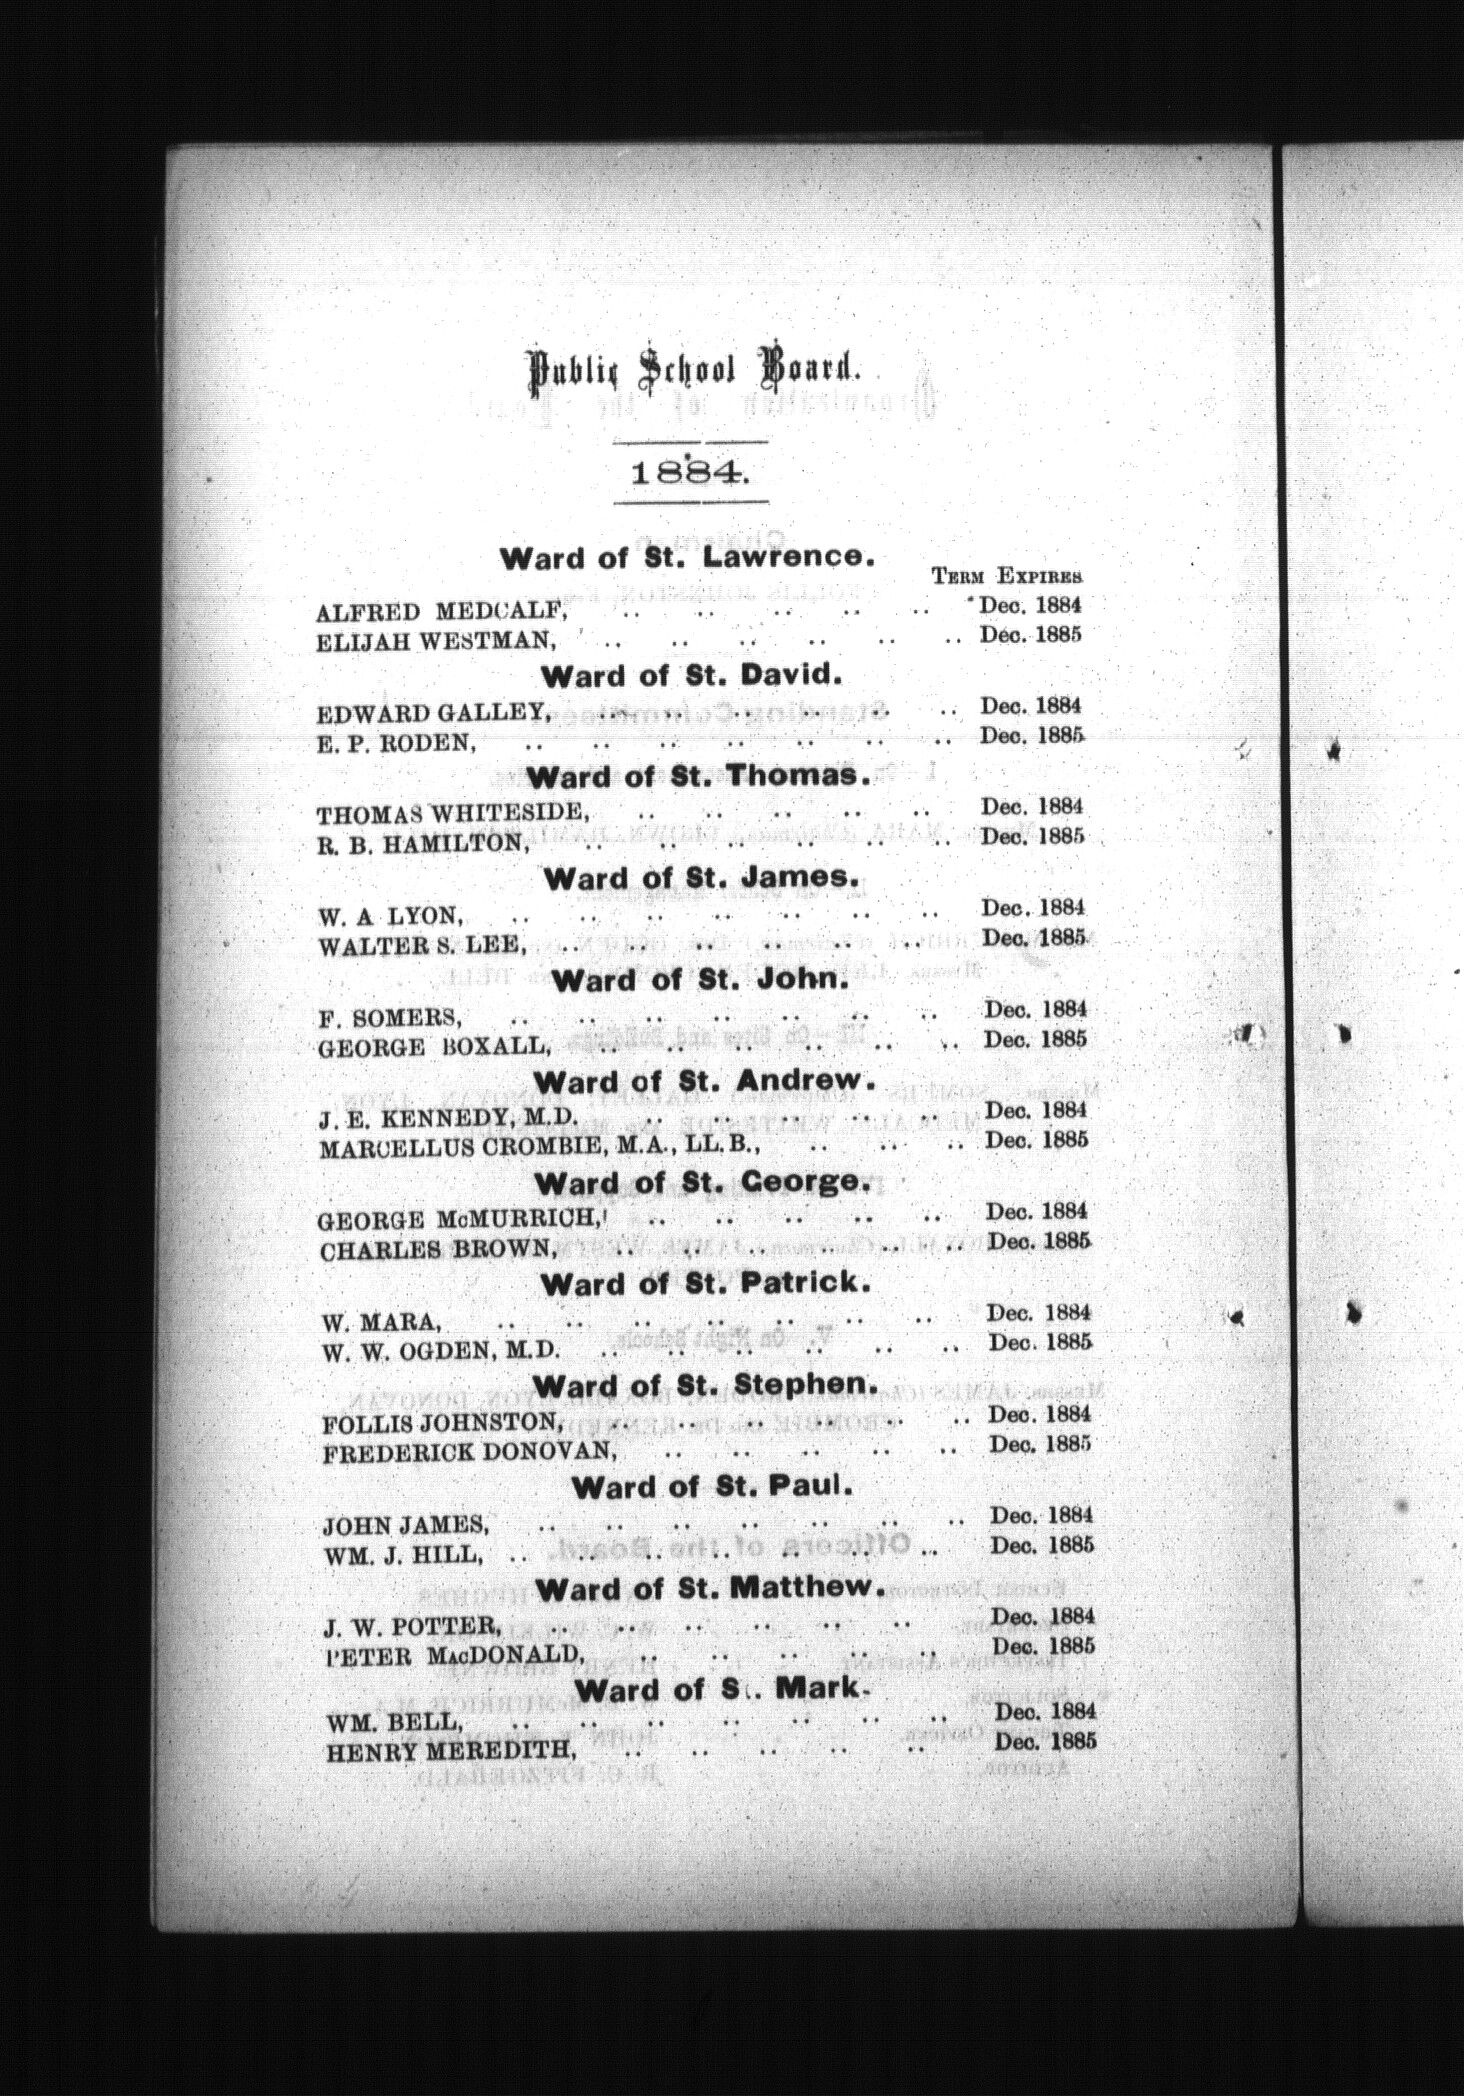 Public School Board.
1884.
Ward of St. Lawrence.
TERM EXPIRES
ALFRED MEDCALF, .. .. .. .. .. Dec. 1884
ELIJAH WESTMAN, .. .. .. .. .. .. Dec. 1885
Ward of St. David.
EDWARD GALLEY, .. .. .. .. .. .. Dec. 1884
E. P. RODEN, .. .. .. .. .. .. .. Dec. 1885
Ward of St. Thomas.
THOMAS WHITESIDE, .. .. .. .. .. Dec. 1884
R. B. HAMILTON, .. .. .. .. .. .. Dec. 1885
Ward of St. James.
W. A LYON, .. .. .. .. .. .. .. Dec. 1884
WALTER S. LEE, .. .. .. .. .. .. Dec. 1885
Ward of St. John.
F. SOMERS, .. .. .. .. .. .. .. Dec. 1884
GEORGE BOXALL, .. .. .. .. .. .. Dec. 1885
Ward of St. Andrew.
J. E. KENNEDY, M.D. .. .. .. .. .. Dec. 1884
MARCELLUS CROMBIE, M.A., LL.B., .. .. .. Dec. 1885
Ward of St. George.
GEORGE McMURRICH, .. .. .. .. .. Dec. 1884
CHARLES BROWN, .. .. .. .. .. .. Dec. 1885
Ward of St. Patrick.
W. MARA, .. .. .. .. .. .. .. Dec. 1884
W. W. OGDEN, M.D. .. .. .. .. .. .. Dec. 1885
Ward of St. Stephen.
FOLLIS JOHNSTON, .. .. .. .. .. .. Dec. 1884
FREDERICK DONOVAN, .. .. .. .. .. Dec. 1885
Ward of St. Paul.
JOHN JAMES, .. .. .. .. .. .. .. Dec. 1884
WM. J. HILL, .. .. .. .. .. .. .. Dec. 1885
Ward of St. Matthew.
J. W. POTTER, .. .. .. .. .. .. Dec. 1884
PETER MACDONALD, .. .. .. .. .. Dec. 1885
Ward of St. Mark.
WM. BELL, .. .. .. .. .. .. .. Dec. 1884
HENRY MEREDITH, .. .. .. .. .. Dec. 1885